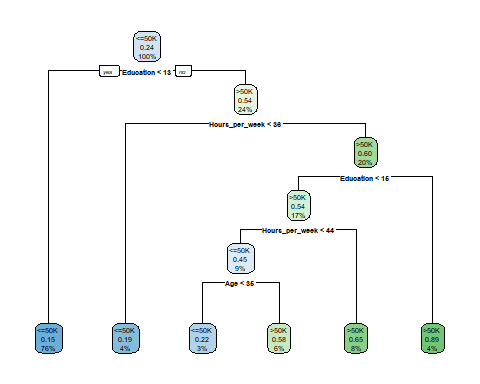 <=50K
0.24
100%
yes
Education < 13
no
>50K
0.54
24%
Hours_per_week < 36
>50K
0.60
20%
Education < 15
>50K
0.54
17%
Hours_per_week < 44
<=50K
0.45
9%
Age < 35
<=50K
0.15
76%
<=50K
0.19
4%
<=50K
0.22
3%
>50K
0.58
6%
>50K
0.65
8%
>50K
0.89
4%